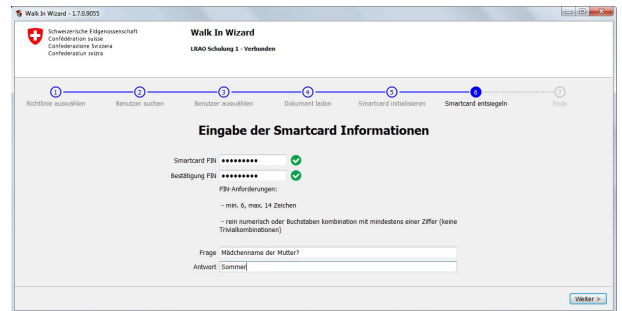 Walk In Wizard - 1.7.0.9055
Schweizerische Eidgenossenschaft
Confédération suisse
Confederazione Svizzera
Confederaziun svizra
Walk In Wizard
LRAO Schulung 1 - Verbunden
1 2 3 4 5 6 7
Richtlinie auswählen Benutzer suchen Benutzer auswählen Dokument laden Smartcard initialisieren Smartcard entsiegeln Ende
Eingabe der Smartcard Informationen
Smartcard PIN ●●●●●●●●●
Bestätigung PIN ●●●●●●●●●
PIN-Anforderungen:
- min. 6, max. 14 Zeichen
- rein numerisch oder Buchstaben kombination mit mindestens einer Ziffer (keine
Trivialkombinationen)
Frage Mädchenname der Mutter?
Antwort Sommer
Weiter >